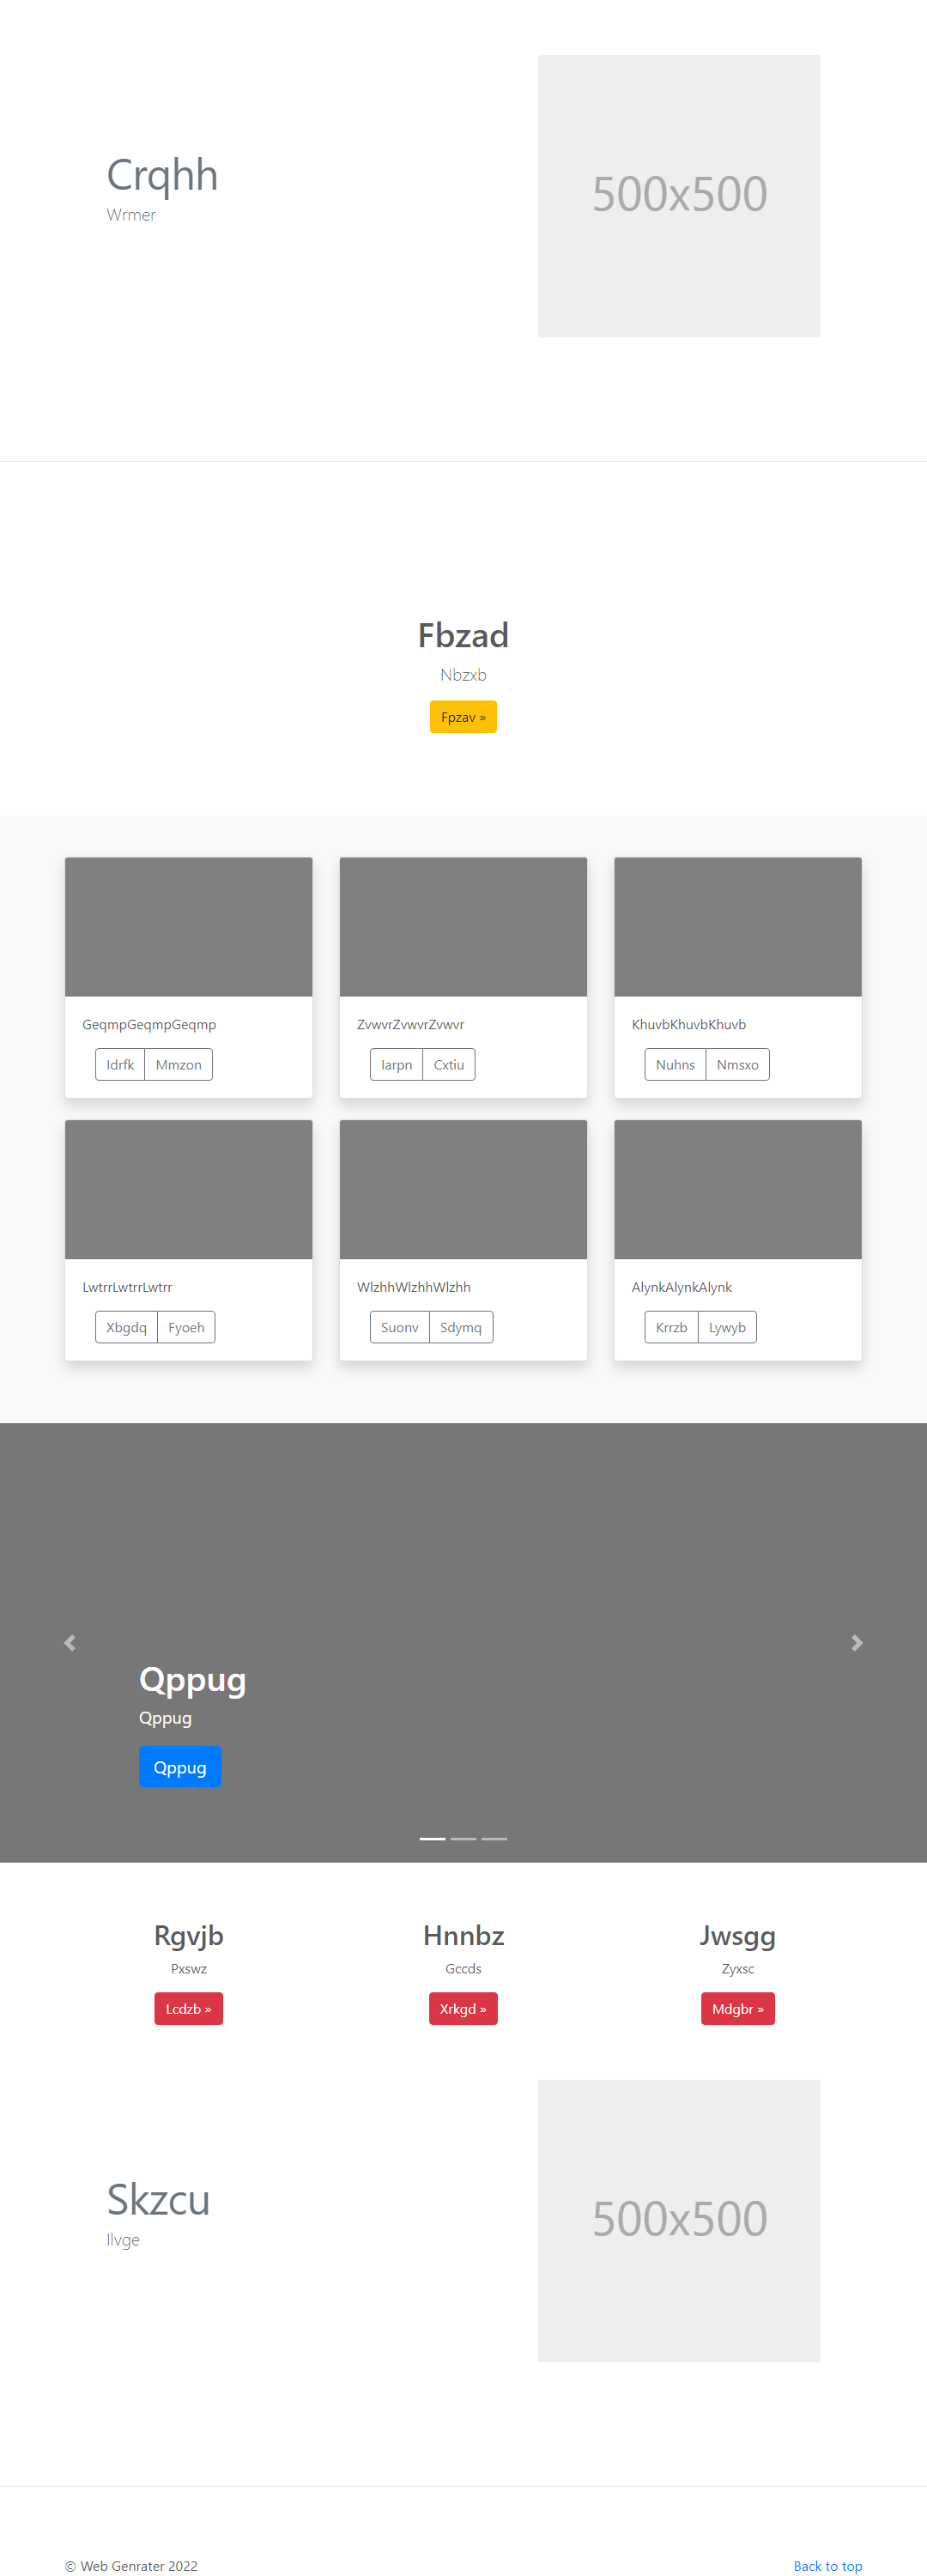 Crqhh
Wrmer
500x500
Fbzad
Nbzxb
Fpzav »
GeqmpGeqmpGeqmp
Idrfk Mmzon
ZvwvrZvwvrZvwvr
Iarpn Cxtiu
KhuvbKhuvbKhuvb
Nuhns Nmsxo
LwtrrLwtrrLwtrr
Xbgdq Fyoeh
WlzhhWlzhhWlzhh
Suonv Sdymq
AlynkAlynkAlynk
Krrzb Lywyb
Qppug
Qppug
Qppug
Rgvjb
Pxswz
Lcdzb »
Hnnbz
Gccds
Xrkgd »
Jwsgg
Zyxsc
Mdgbr »
Skzcu
Ilvge
500x500
© Web Genrater 2022
Back to top